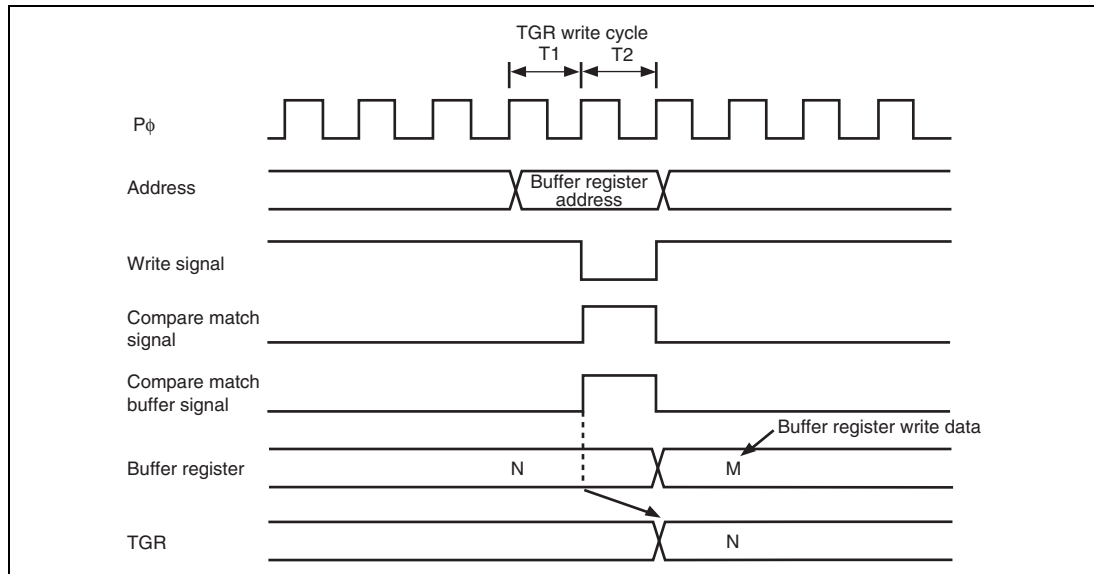 TGR write cycle
T1 T2
Pϕ
Address
Buffer register
address
Write signal
Compare match
signal
Compare match
buffer signal
Buffer register write data
Buffer register N M
TGR N